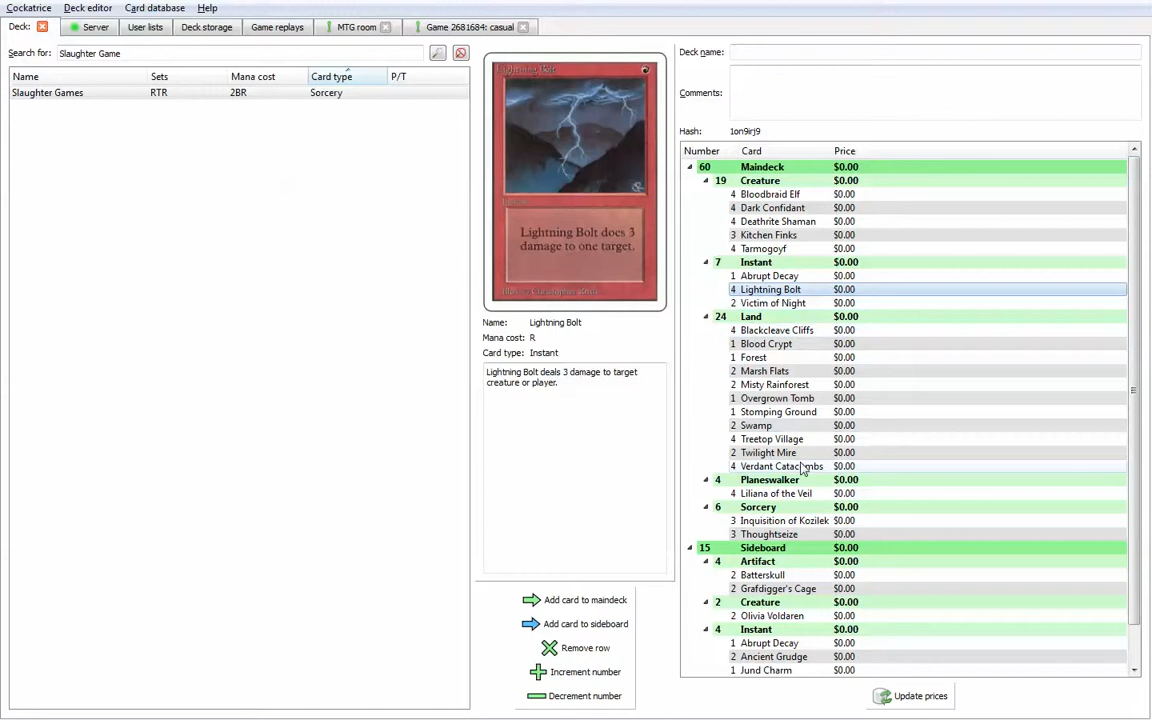 Cockatrice Deck editor Card database Help
Deck: Server User lists Deck storage Game replays MTG room Game 2681684: casual
Search for: Slaughter Game
Name Sets Mana cost Card type P/T
Slaughter Games RTR 2BR Sorcery
Lightning Bolt
Lightning Bolt does 3
damage to one target.
Name: Lightning Bolt
Mana cost: R
Card type: Instant
Lightning Bolt deals 3 damage to target
creature or player.
Add card to maindeck
Add card to sideboard
Remove row
Increment number
Decrement number
Deck name:
Comments:
Hash: 1on9irj9
Number Card Price
60 Maindeck $0.00
19 Creature $0.00
4 Bloodbraid Elf $0.00
4 Dark Confidant $0.00
4 Deathrite Shaman $0.00
3 Kitchen Finks $0.00
4 Tarmogoyf $0.00
7 Instant $0.00
1 Abrupt Decay $0.00
4 Lightning Bolt $0.00
2 Victim of Night $0.00
24 Land $0.00
4 Blackcleave Cliffs $0.00
1 Blood Crypt $0.00
1 Forest $0.00
2 Marsh Flats $0.00
2 Misty Rainforest $0.00
1 Overgrown Tomb $0.00
1 Stomping Ground $0.00
2 Swamp $0.00
4 Treetop Village $0.00
2 Twilight Mire $0.00
4 Verdant Catacombs $0.00
4 Planeswalker $0.00
4 Liliana of the Veil $0.00
6 Sorcery $0.00
3 Inquisition of Kozilek $0.00
3 Thoughtseize $0.00
15 Sideboard $0.00
4 Artifact $0.00
2 Batterskull $0.00
2 Grafdigger's Cage $0.00
2 Creature $0.00
2 Olivia Voldaren $0.00
4 Instant $0.00
1 Abrupt Decay $0.00
2 Ancient Grudge $0.00
1 Jund Charm $0.00
Update prices